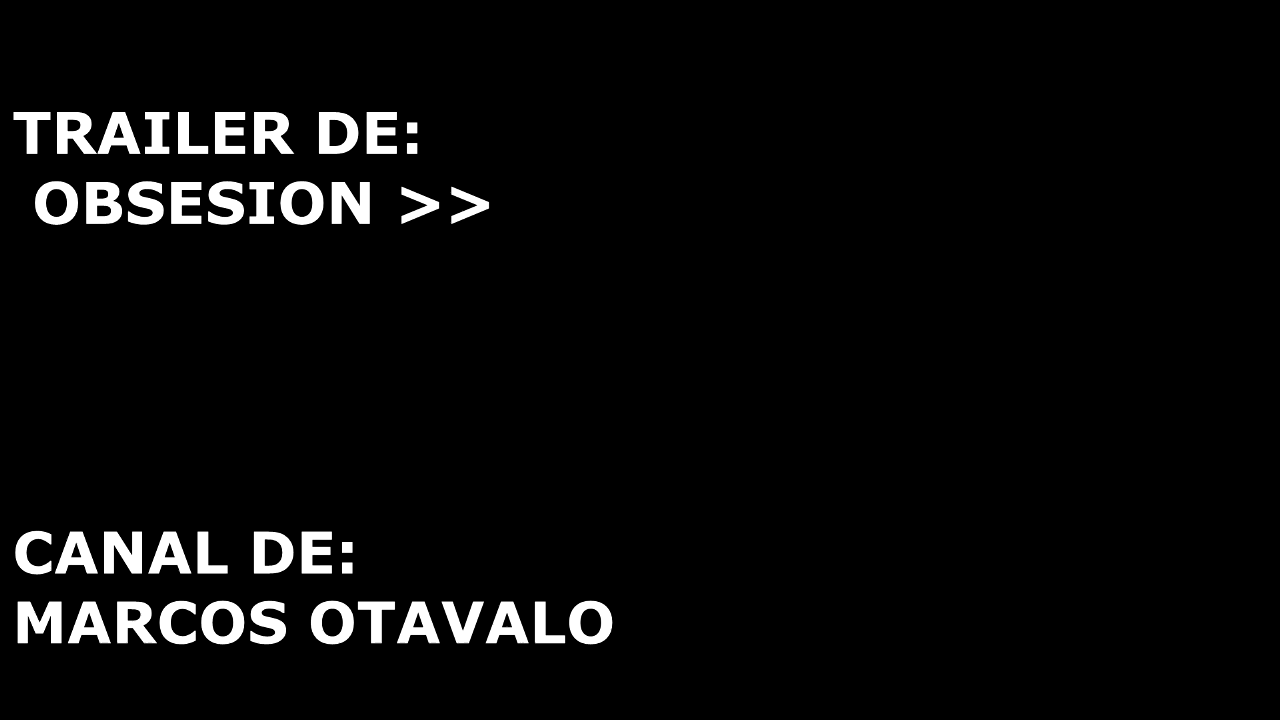 TRAILER DE:
OBSESION >>
CANAL DE:
MARCOS OTAVALO